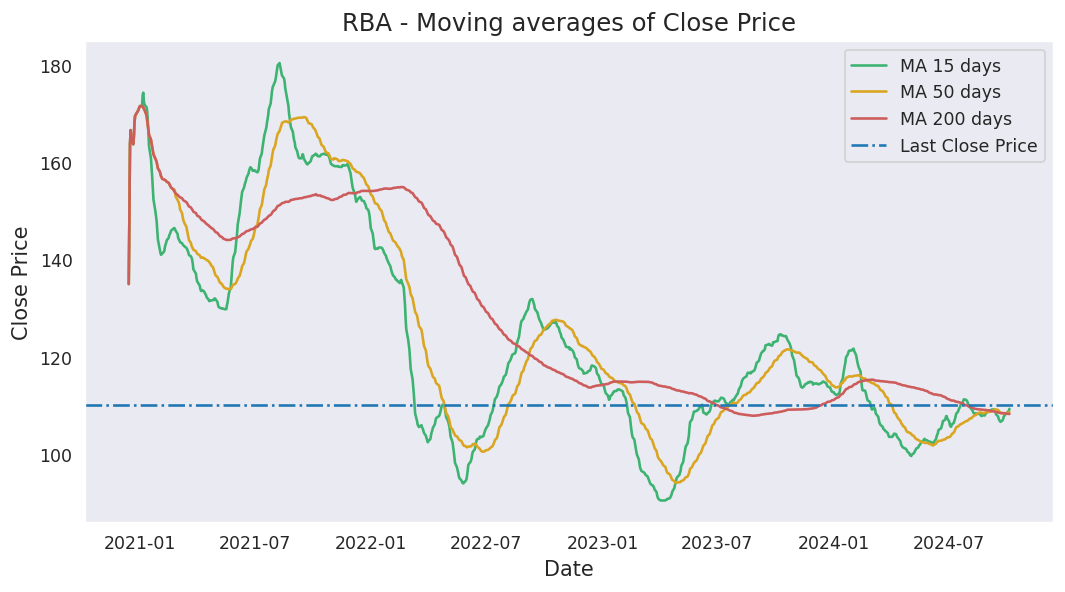 RBA - Moving averages of Close Price
MA 15 days
MA 50 days
MA 200 days
Last Close Price
Close Price
180
160
140
120
100
2021-01 2021-07 2022-01 2022-07 2023-01 2023-07 2024-01 2024-07
Date